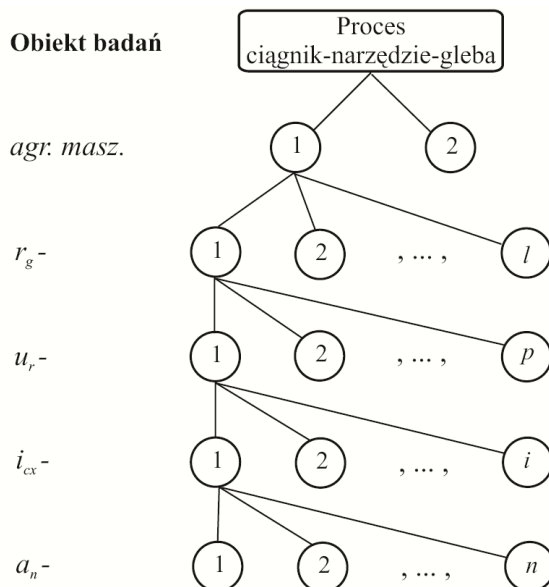 Obiekt badań
Proces
ciągnik-narzędzie-gleba
agr. masz.
1 2
r_g - 1 2 , ... , l
u_r - 1 2 , ... , p
i_cx - 1 2 , ... , i
a_n - 1 2 , ... , n